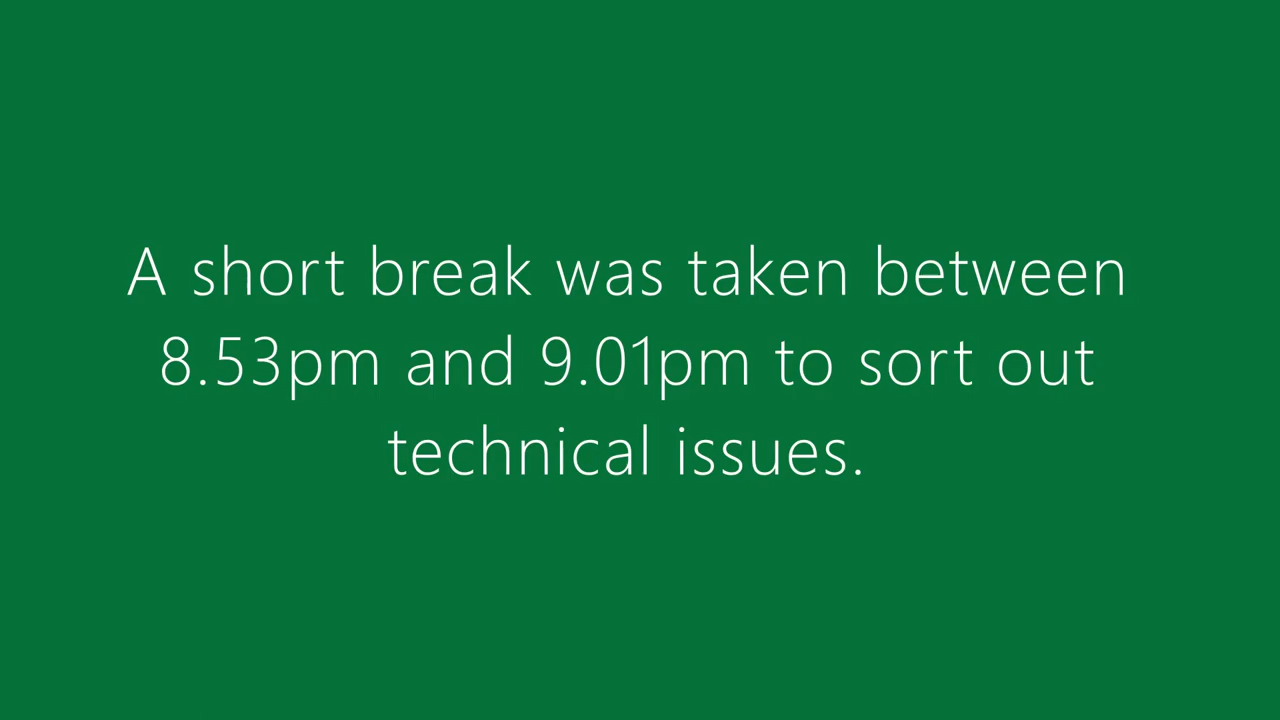 A short break was taken between
8.53pm and 9.01pm to sort out
technical issues.